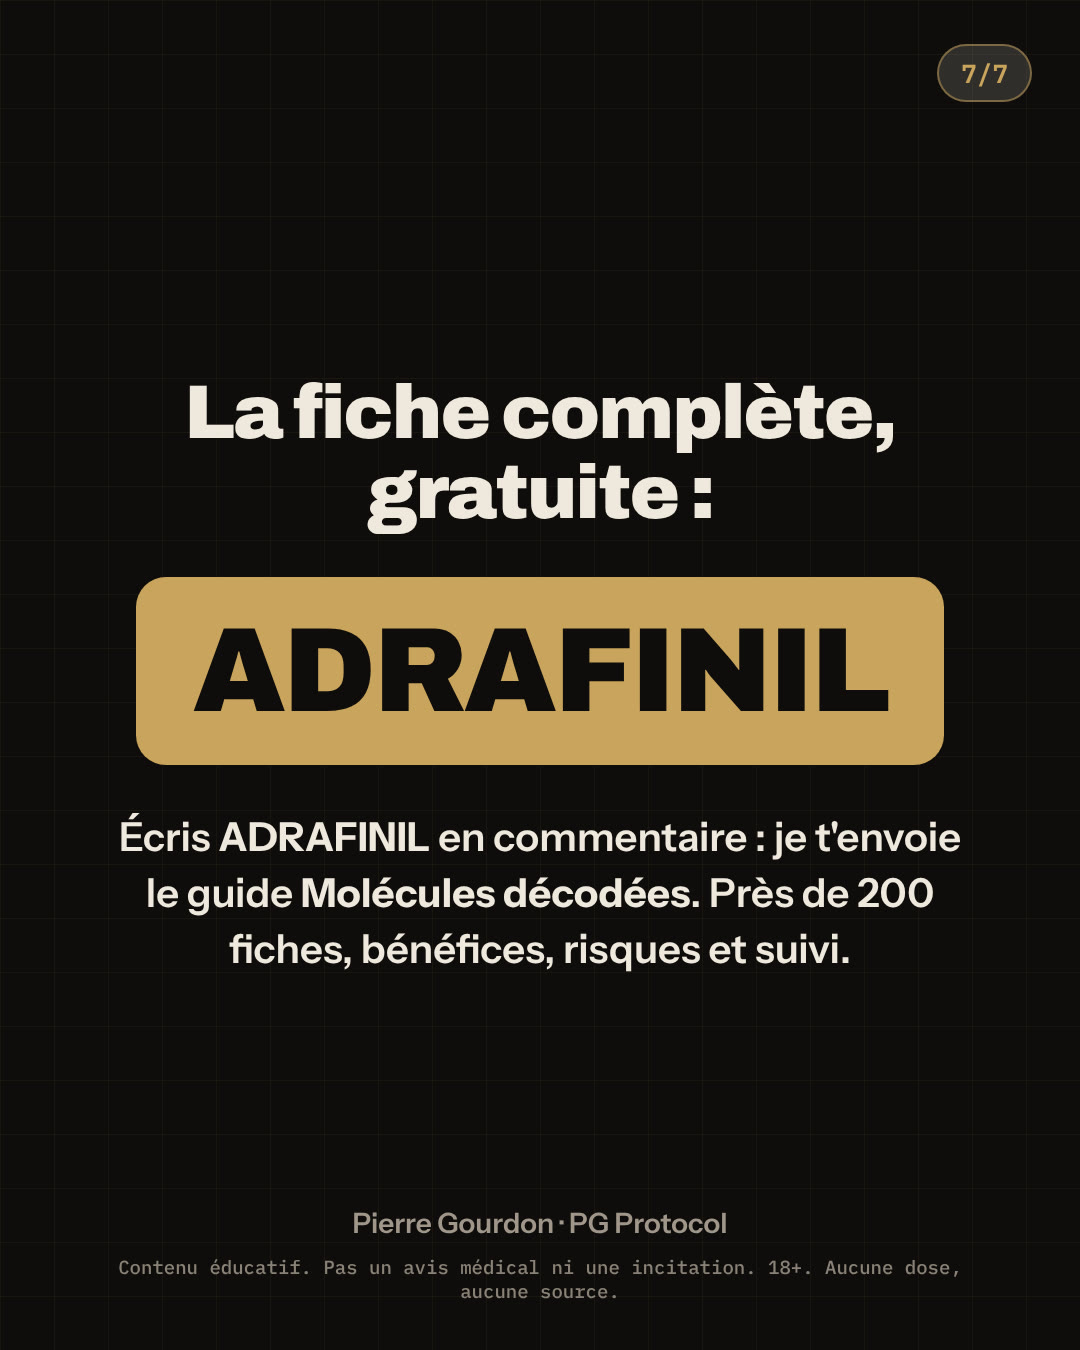 7/7
La fiche complète,
gratuite :
ADRAFINIL
Écris ADRAFINIL en commentaire : je t'envoie
le guide Molécules décodées. Près de 200
fiches, bénéfices, risques et suivi.
Pierre Gourdon · PG Protocol
Contenu éducatif. Pas un avis médical ni une incitation. 18+. Aucune dose,
aucune source.